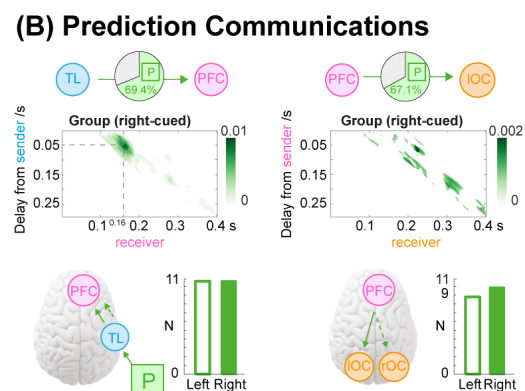 (B) Prediction Communications
TL
P
69.4%
PFC
PFC
P
67.1%
IOC
Group (right-cued)
Group (right-cued)
Delay from sender /s
0.05
0.15
0.25
0.1
0.16
0.2
0.3
0.4 s
receiver
0.01
0
Delay from sender /s
0.05
0.15
0.25
0.1
0.2
0.3
0.4 s
receiver
0.002
0
PFC
TL
P
11
N
0
Left Right
PFC
IOC
rOC
11
9
N
0
Left Right